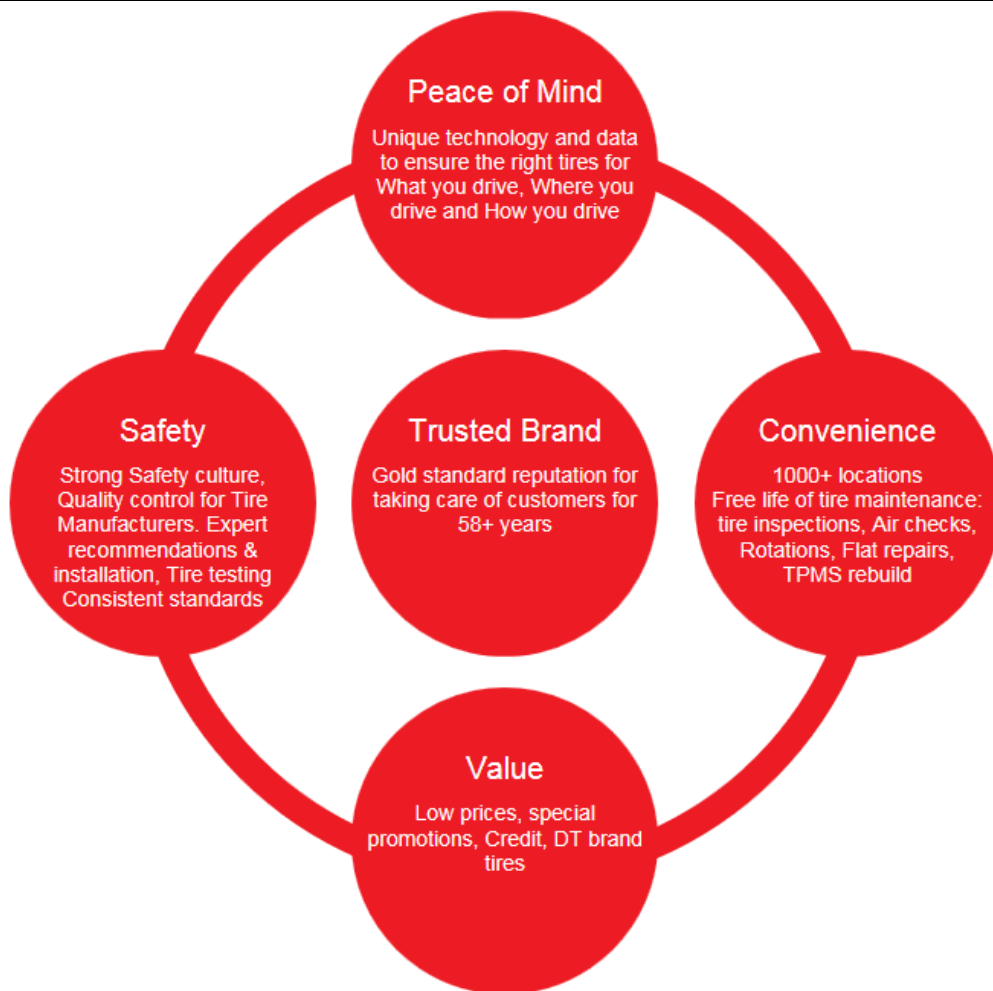 Peace of Mind
Unique technology and data
to ensure the right tires for
What you drive, Where you
drive and How you drive
Safety
Strong Safety culture,
Quality control for Tire
Manufacturers. Expert
recommendations &
installation, Tire testing
Consistent standards
Trusted Brand
Gold standard reputation for
taking care of customers for
58+ years
Convenience
1000+ locations
Free life of tire maintenance:
tire inspections, Air checks,
Rotations, Flat repairs,
TPMS rebuild
Value
Low prices, special
promotions, Credit, DT brand
tires